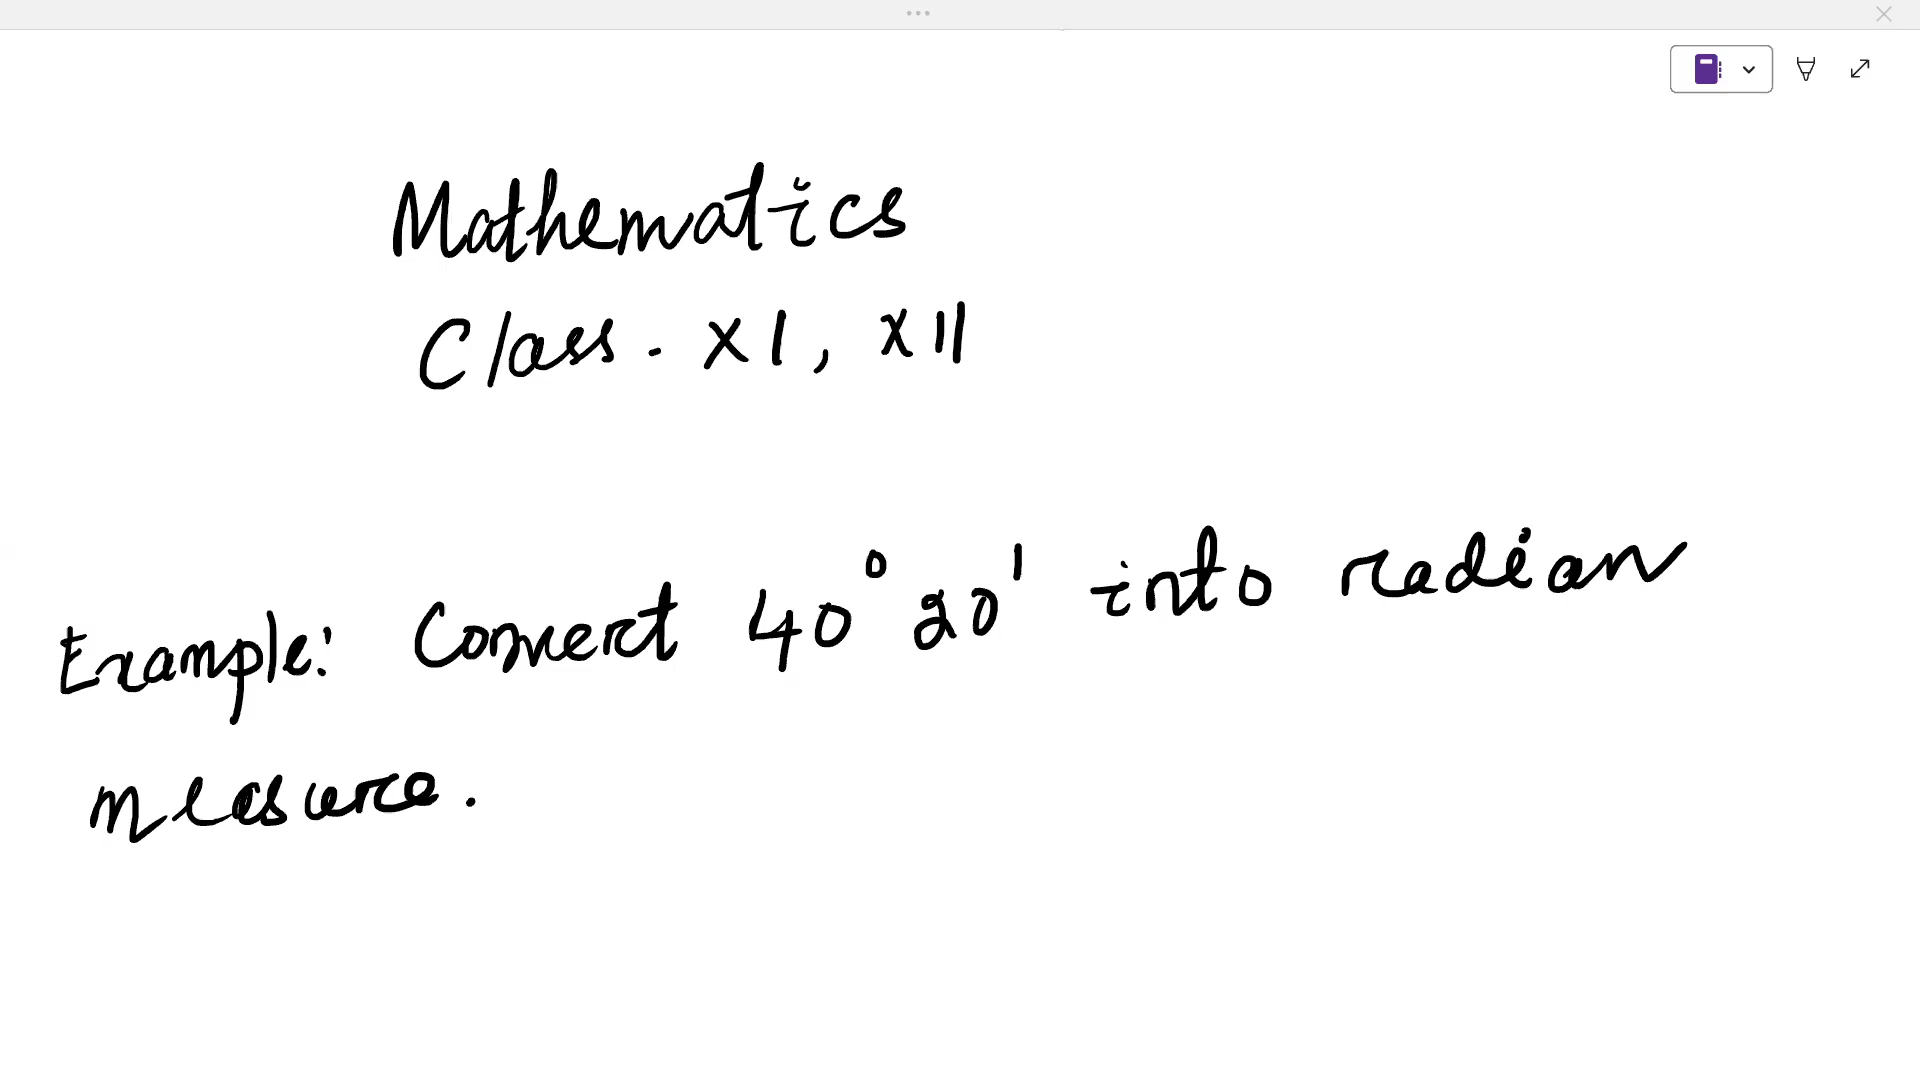 Mathematics
Class. XI, XII
Example: Convert 40° 20' into radian
measure.